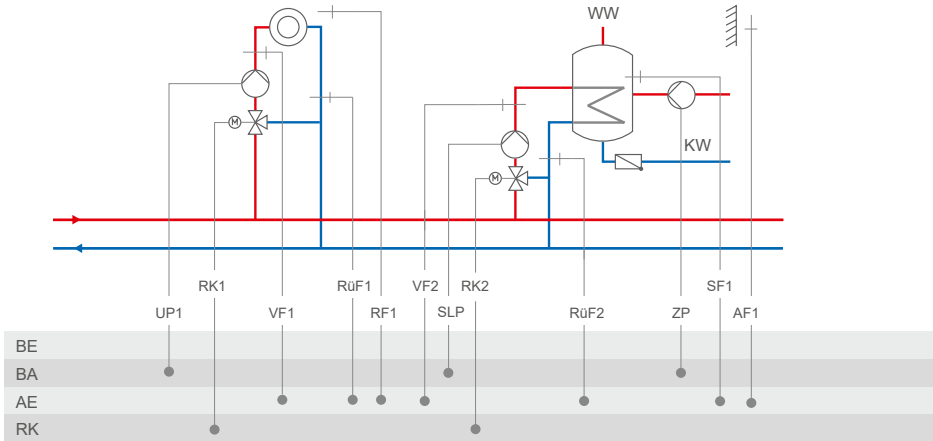 WW
M
KW
M
RK1
RüF1
VF2
RK2
SF1
UP1
VF1
RF1
SLP
RüF2
ZP
AF1
BE
BA
AE
RK